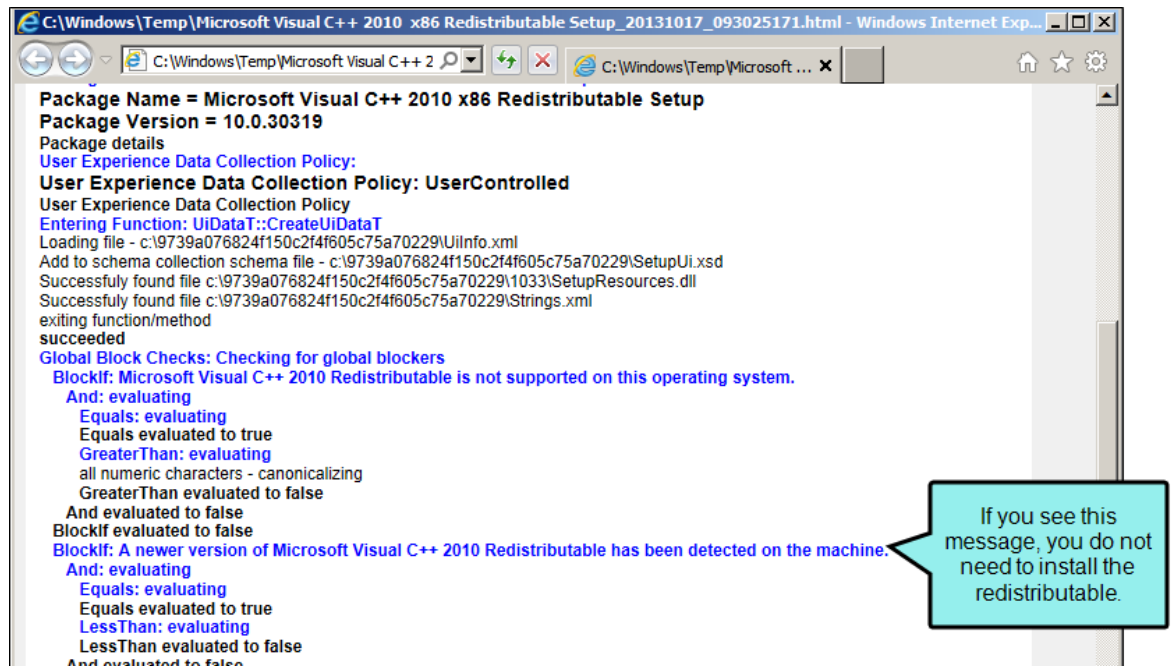 C:\Windows\Temp\Microsoft Visual C++ 2010 x86 Redistributable Setup_20131017_093025171.html - Windows Internet Exp...
C:\Windows\Temp\Microsoft Visual C++ 2
C:\Windows\Temp\Microsoft ...
Package Name = Microsoft Visual C++ 2010 x86 Redistributable Setup
Package Version = 10.0.30319
Package details
User Experience Data Collection Policy:
User Experience Data Collection Policy: UserControlled
User Experience Data Collection Policy
Entering Function: UiDataT::CreateUiDataT
Loading file - c:\9739a076824f150c2f4f605c75a70229\UiInfo.xml
Add to schema collection schema file - c:\9739a076824f150c2f4f605c75a70229\SetupUi.xsd
Successfuly found file c:\9739a076824f150c2f4f605c75a70229\1033\SetupResources.dll
Successfuly found file c:\9739a076824f150c2f4f605c75a70229\Strings.xml
exiting function/method
succeeded
Global Block Checks: Checking for global blockers
BlockIf: Microsoft Visual C++ 2010 Redistributable is not supported on this operating system.
And: evaluating
Equals: evaluating
Equals evaluated to true
GreaterThan: evaluating
all numeric characters - canonicalizing
GreaterThan evaluated to false
And evaluated to false
BlockIf evaluated to false
BlockIf: A newer version of Microsoft Visual C++ 2010 Redistributable has been detected on the machine.
And: evaluating
Equals: evaluating
Equals evaluated to true
LessThan: evaluating
LessThan evaluated to false
And evaluated to false
If you see this
message, you do not
need to install the
redistributable.